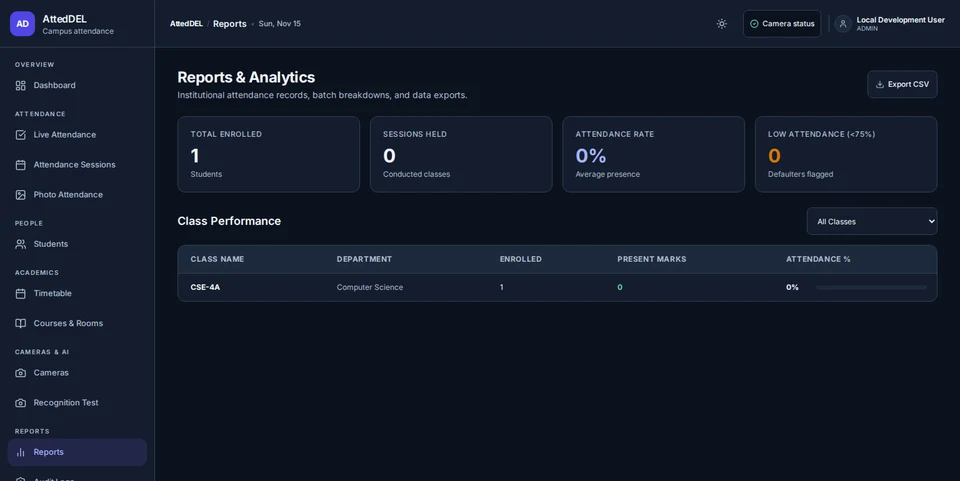 AD
AttedDEL
Campus attendance
OVERVIEW
Dashboard
ATTENDANCE
Live Attendance
Attendance Sessions
Photo Attendance
PEOPLE
Students
ACADEMICS
Timetable
Courses & Rooms
CAMERAS & AI
Cameras
Recognition Test
REPORTS
Reports
AttedDEL / Reports • Sun, Nov 15
Camera status
Local Development User
ADMIN
Reports & Analytics
Institutional attendance records, batch breakdowns, and data exports.
Export CSV
TOTAL ENROLLED
1
Students
SESSIONS HELD
0
Conducted classes
ATTENDANCE RATE
0%
Average presence
LOW ATTENDANCE (<75%)
0
Defaulters flagged
Class Performance
All Classes
CLASS NAME DEPARTMENT ENROLLED PRESENT MARKS ATTENDANCE %
CSE-4A Computer Science 1 0 0%